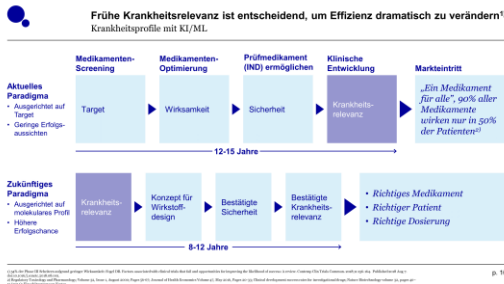 Frühe Krankheitsrelevanz ist entscheidend, um Effizienz dramatisch zu verändern¹
Krankheitsprofile mit KI/ML
Medikamenten-
Screening
Medikamenten-
Optimierung
Prüfmedikament
(IND) ermöglichen
Klinische
Entwicklung
Markteintritt
Aktuelles
Paradigma
• Ausgerichtet auf
Target
• Geringe Erfolgs-
aussichten
Target
Wirksamkeit
Sicherheit
Krankheits-
relevanz
„Ein Medikament
für alle", 90% aller
Medikamente
wirken nur in 50%
der Patienten²⁾
12-15 Jahre
Zukünftiges
Paradigma
• Ausgerichtet auf
molekulares Profil
• Höhere
Erfolgschance
Krankheits-
relevanz
Konzept für
Wirkstoff-
design
Bestätigte
Sicherheit
Bestätigte
Krankheits-
relevanz
• Richtiges Medikament
• Richtiger Patient
• Richtige Dosierung
8-12 Jahre